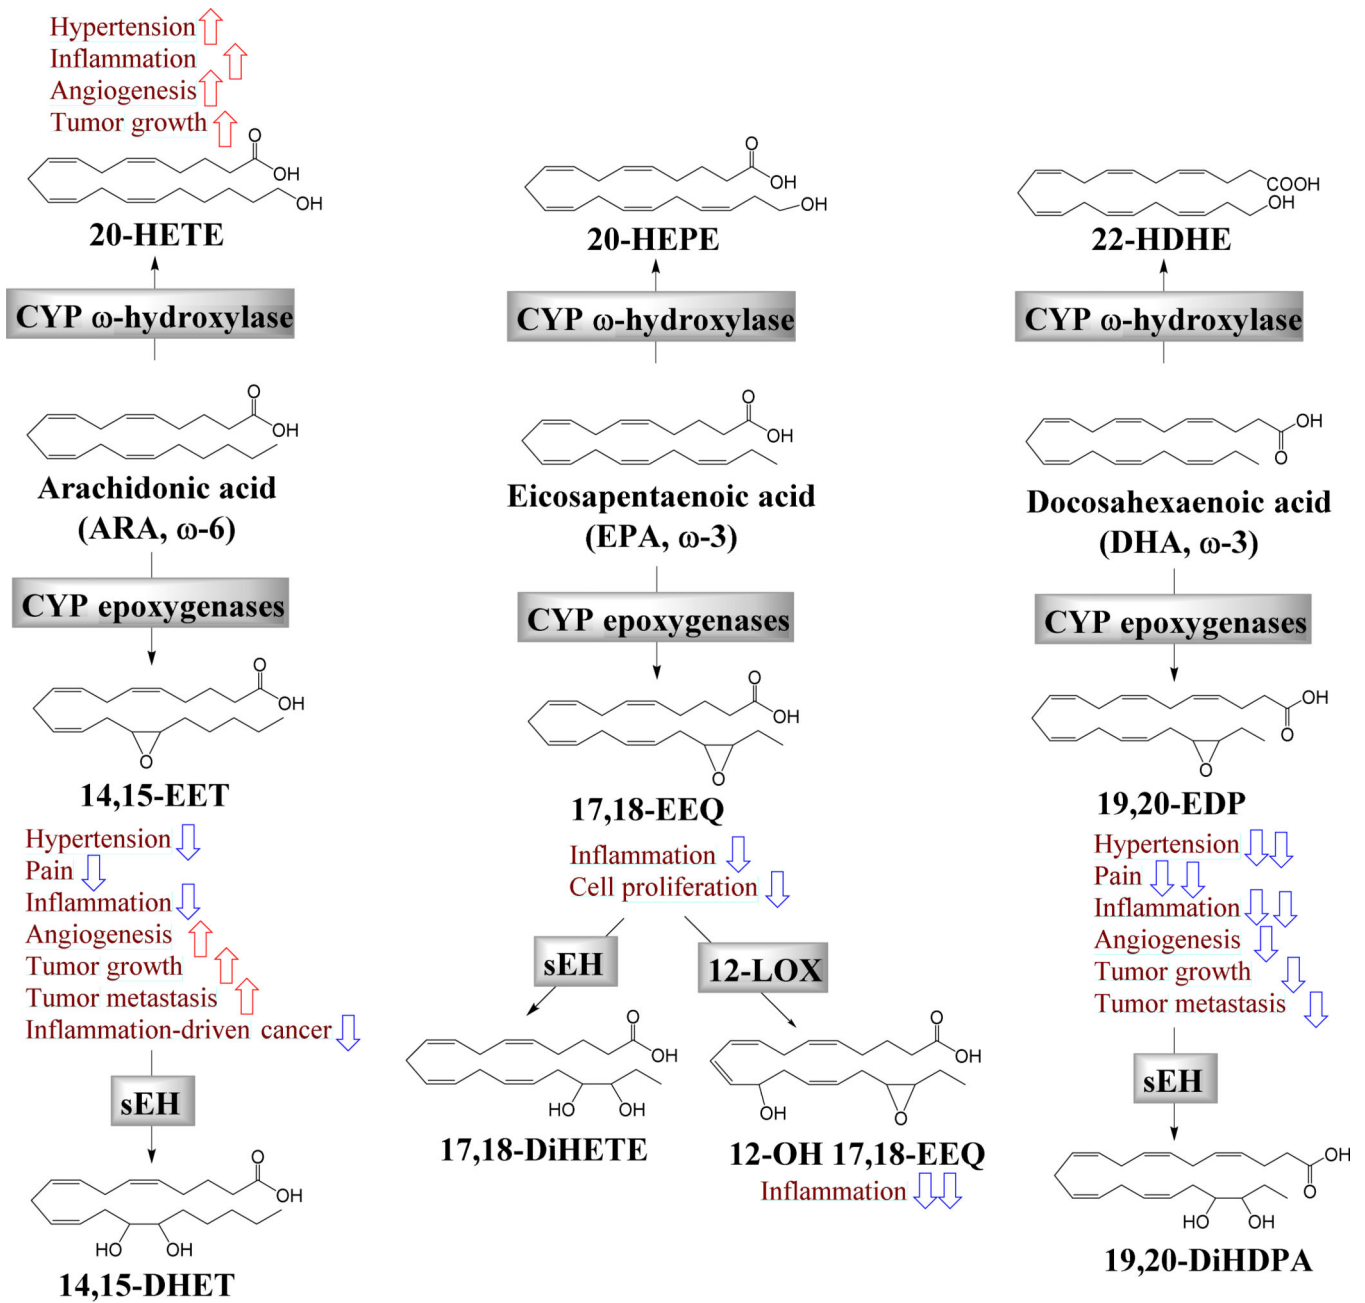 Hypertension
Inflammation
Angiogenesis
Tumor growth
O
OH
OH
20-HETE
CYP ω-hydroxylase
O
OH
Arachidonic acid
(ARA, ω-6)
CYP epoxygenases
O
OH
O
14,15-EET
Hypertension
Pain
Inflammation
Angiogenesis
Tumor growth
Tumor metastasis
Inflammation-driven cancer
sEH
O
OH
HO OH
14,15-DHET
O
OH
OH
20-HEPE
CYP ω-hydroxylase
O
OH
Eicosapentaenoic acid
(EPA, ω-3)
CYP epoxygenases
O
OH
O
17,18-EEQ
Inflammation
Cell proliferation
sEH
O
OH
HO OH
17,18-DiHETE
12-LOX
O
OH
OH
O
12-OH 17,18-EEQ
Inflammation
COOH
OH
22-HDHE
CYP ω-hydroxylase
OH
O
Docosahexaenoic acid
(DHA, ω-3)
CYP epoxygenases
OH
O
O
19,20-EDP
Hypertension
Pain
Inflammation
Angiogenesis
Tumor growth
Tumor metastasis
sEH
OH
O
HO OH
19,20-DiHDPA